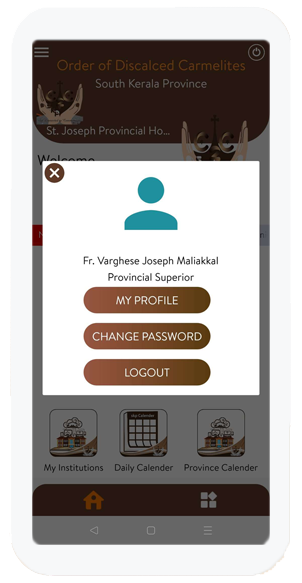 Order of Discalced Carmelites
South Kerala Province
St. Joseph Provincial Ho...
Welcome
Fr. Varghese Joseph Maliakkal
Provincial Superior
MY PROFILE
CHANGE PASSWORD
LOGOUT
My Calender
My Institutions
Daily Calender
Province Calender